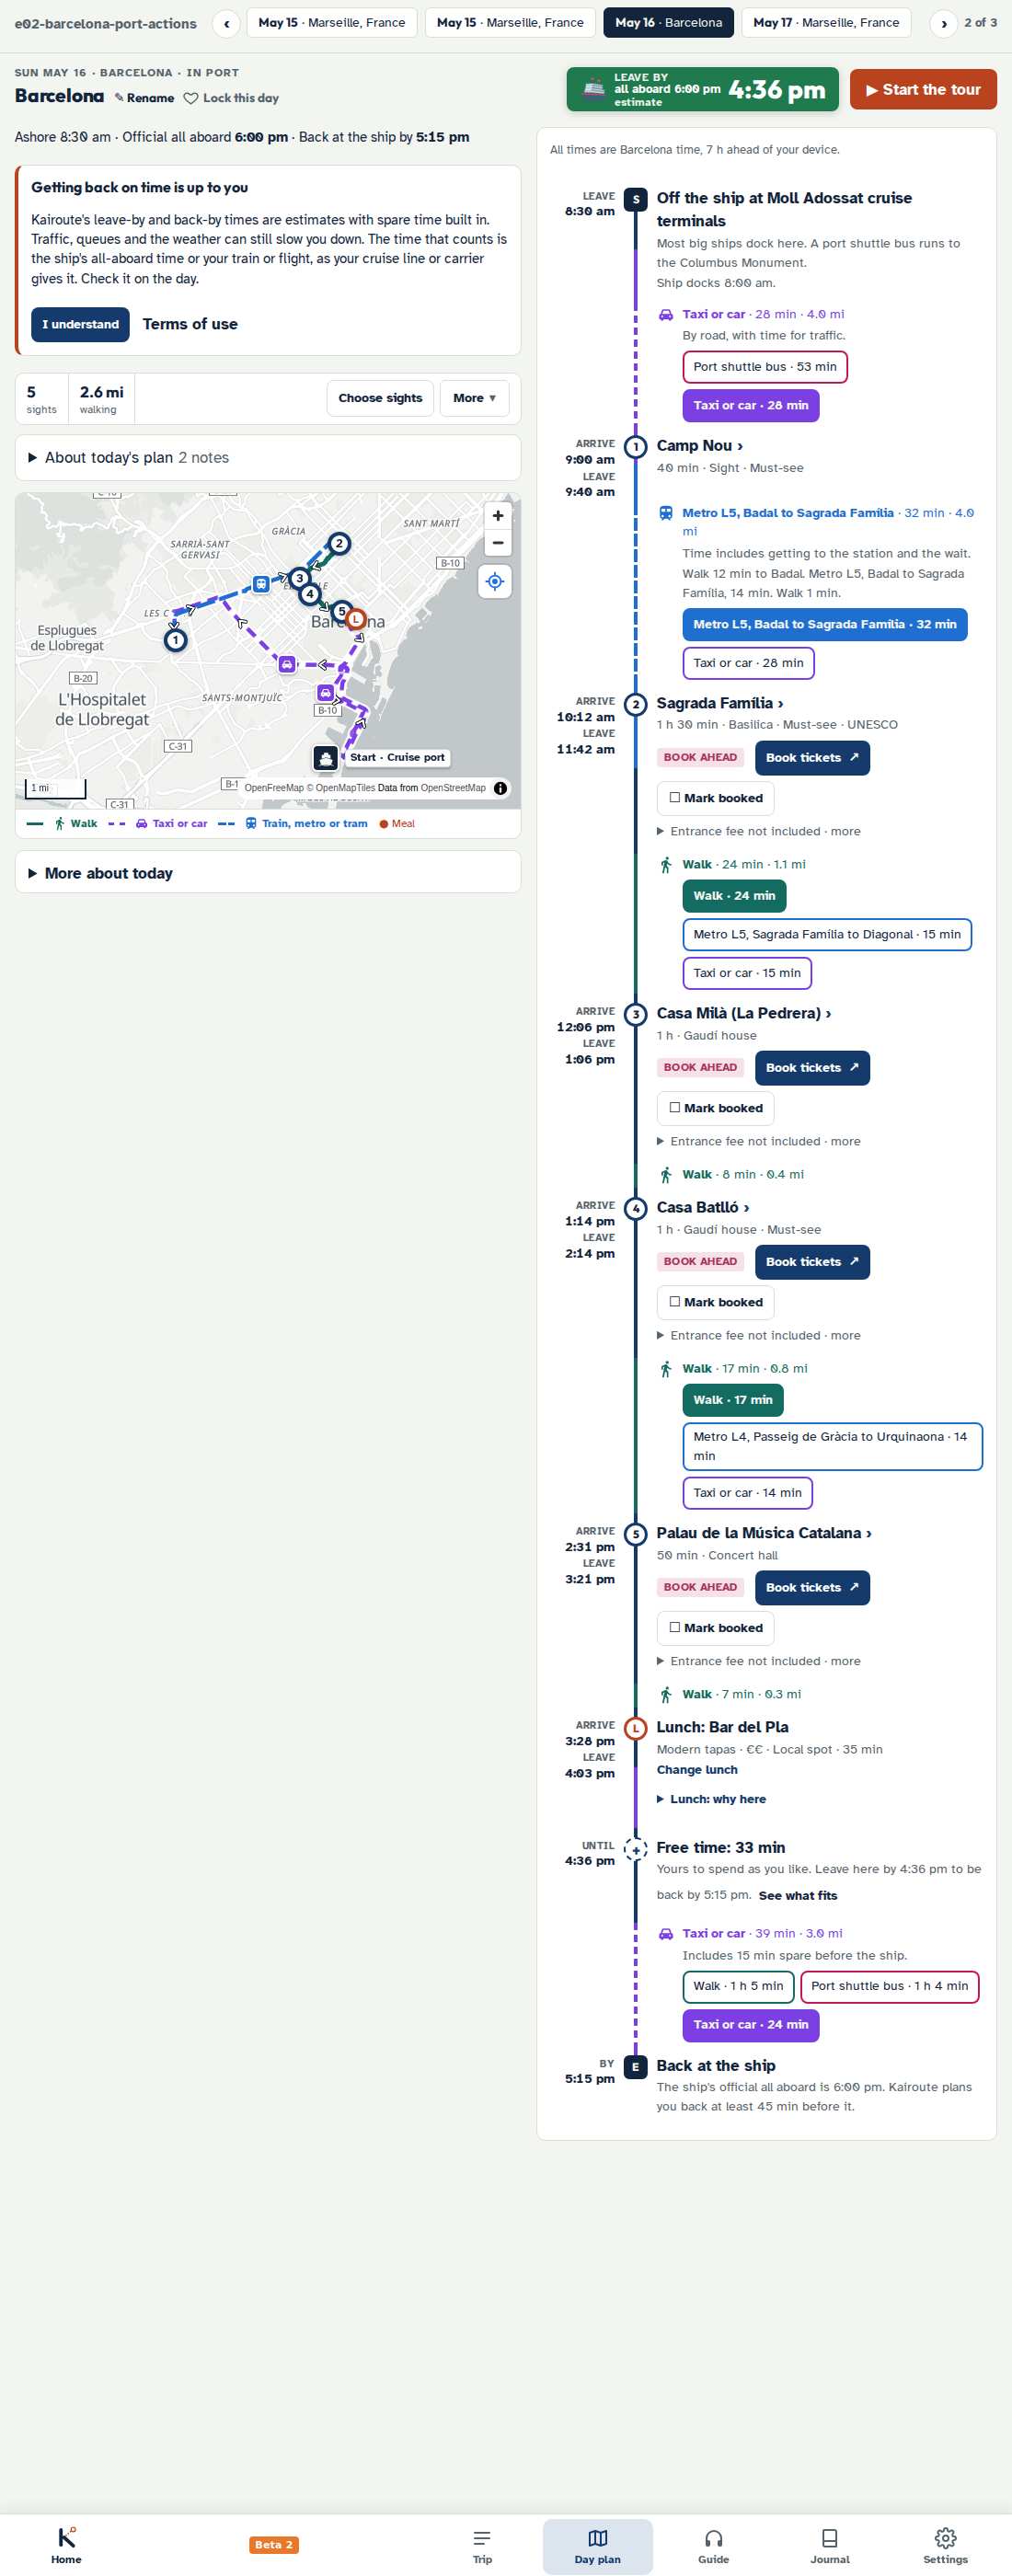 e02-barcelona-port-actions
‹
May 15 · Marseille, France
May 15 · Marseille, France
May 16 · Barcelona
May 17 · Marseille, France
›
2 of 3
SUN MAY 16 · BARCELONA · IN PORT
Barcelona
✎ Rename
Lock this day
LEAVE BY
all aboard 6:00 pm
estimate
4:36 pm
▶ Start the tour
Ashore 8:30 am · Official all aboard 6:00 pm · Back at the ship by 5:15 pm
Getting back on time is up to you
Kairoute's leave-by and back-by times are estimates with spare time built in.
Traffic, queues and the weather can still slow you down. The time that counts is
the ship's all-aboard time or your train or flight, as your cruise line or carrier
gives it. Check it on the day.
I understand
Terms of use
5
sights
2.6 mi
walking
Choose sights
More ▼
▶ About today's plan 2 notes
GRÀCIA
SANT MARTÍ
SARRIÀ-SANT
GERVASI
B-10
LES C
Esplugues
de Llobregat
B-20
L'Hospitalet
de Llobregat
SANTS-MONTJUÏC
B-10
C-31
C-31
B-1
1
2
3
4
5
L
+
−
Start · Cruise port
1 mi
OpenFreeMap © OpenMapTiles Data from OpenStreetMap
Walk
Taxi or car
Train, metro or tram
Meal
▶ More about today
All times are Barcelona time, 7 h ahead of your device.
LEAVE
8:30 am
S
Off the ship at Moll Adossat cruise
terminals
Most big ships dock here. A port shuttle bus runs to
the Columbus Monument.
Ship docks 8:00 am.
Taxi or car · 28 min · 4.0 mi
By road, with time for traffic.
Port shuttle bus · 53 min
Taxi or car · 28 min
ARRIVE
9:00 am
LEAVE
9:40 am
1
Camp Nou ›
40 min · Sight · Must-see
Metro L5, Badal to Sagrada Família · 32 min · 4.0
mi
Time includes getting to the station and the wait.
Walk 12 min to Badal. Metro L5, Badal to Sagrada
Família, 14 min. Walk 1 min.
Metro L5, Badal to Sagrada Família · 32 min
Taxi or car · 28 min
ARRIVE
10:12 am
LEAVE
11:42 am
2
Sagrada Família ›
1 h 30 min · Basilica · Must-see · UNESCO
BOOK AHEAD
Book tickets ↗
☐ Mark booked
▶ Entrance fee not included · more
Walk · 24 min · 1.1 mi
Walk · 24 min
Metro L5, Sagrada Família to Diagonal · 15 min
Taxi or car · 15 min
ARRIVE
12:06 pm
LEAVE
1:06 pm
3
Casa Milà (La Pedrera) ›
1 h · Gaudí house
BOOK AHEAD
Book tickets ↗
☐ Mark booked
▶ Entrance fee not included · more
Walk · 8 min · 0.4 mi
ARRIVE
1:14 pm
LEAVE
2:14 pm
4
Casa Batlló ›
1 h · Gaudí house · Must-see
BOOK AHEAD
Book tickets ↗
☐ Mark booked
▶ Entrance fee not included · more
Walk · 17 min · 0.8 mi
Walk · 17 min
Metro L4, Passeig de Gràcia to Urquinaona · 14
min
Taxi or car · 14 min
ARRIVE
2:31 pm
LEAVE
3:21 pm
5
Palau de la Música Catalana ›
50 min · Concert hall
BOOK AHEAD
Book tickets ↗
☐ Mark booked
▶ Entrance fee not included · more
Walk · 7 min · 0.3 mi
ARRIVE
3:28 pm
LEAVE
4:03 pm
L
Lunch: Bar del Pla
Modern tapas · €€ · Local spot · 35 min
Change lunch
▶ Lunch: why here
UNTIL
4:36 pm
+
Free time: 33 min
Yours to spend as you like. Leave here by 4:36 pm to be
back by 5:15 pm. See what fits
Taxi or car · 39 min · 3.0 mi
Includes 15 min spare before the ship.
Walk · 1 h 5 min
Port shuttle bus · 1 h 4 min
Taxi or car · 24 min
BY
5:15 pm
E
Back at the ship
The ship's official all aboard is 6:00 pm. Kairoute plans
you back at least 45 min before it.
Home
Beta 2
Trip
Day plan
Guide
Journal
Settings